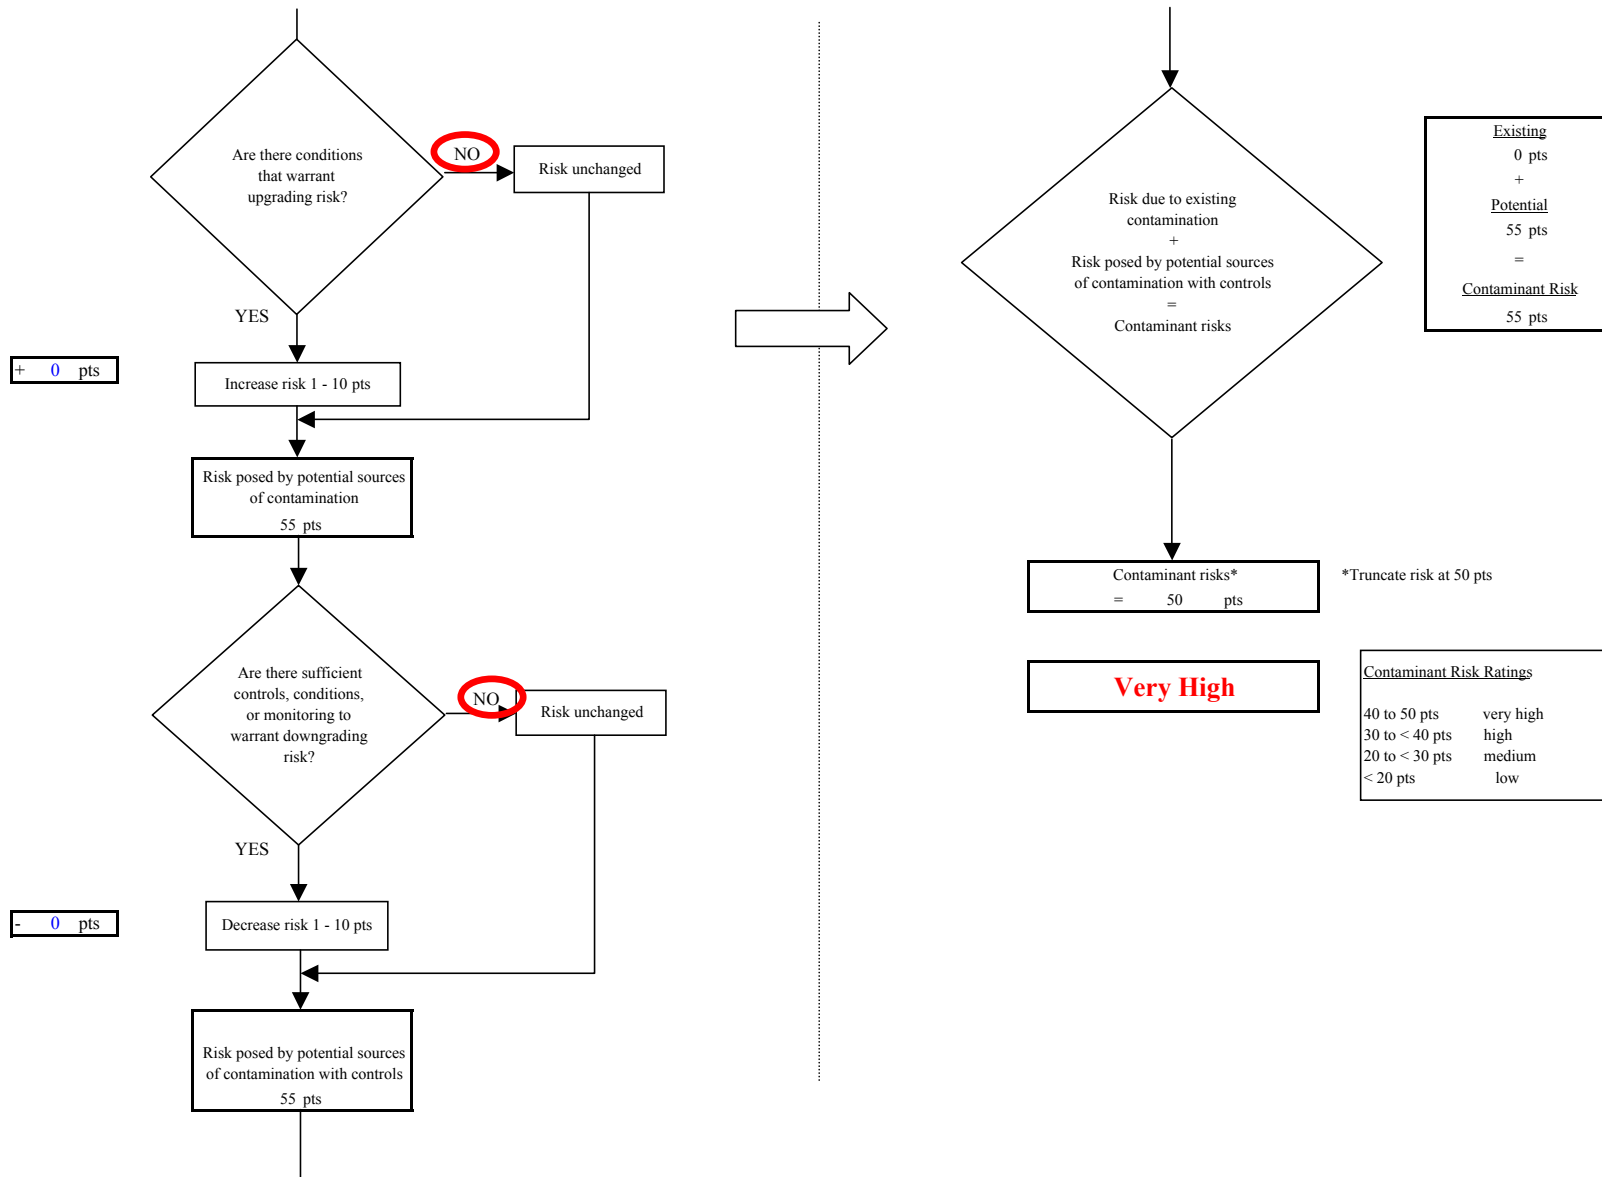 Are there conditions
that warrant
upgrading risk?
NO
Risk unchanged
YES
+ 0 pts
Increase risk 1 - 10 pts
Risk posed by potential sources
of contamination
55 pts
Are there sufficient
controls, conditions,
or monitoring to
warrant downgrading
risk?
NO
Risk unchanged
YES
- 0 pts
Decrease risk 1 - 10 pts
Risk posed by potential sources
of contamination with controls
55 pts
Risk due to existing
contamination
+
Risk posed by potential sources
of contamination with controls
=
Contaminant risks
Existing
0 pts
+
Potential
55 pts
=
Contaminant Risk
55 pts
Contaminant risks*
= 50 pts
*Truncate risk at 50 pts
Very High
Contaminant Risk Ratings
40 to 50 pts very high
30 to < 40 pts high
20 to < 30 pts medium
< 20 pts low